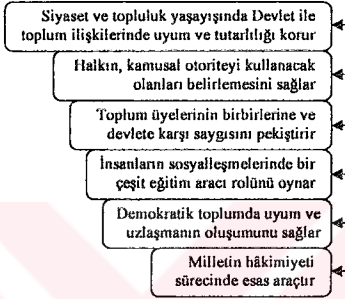 Siyaset ve topluluk yaşayışında Devlet ile
toplum ilişkilerinde uyum ve tutarlılığı korur
Halkın, kamusal otoriteyi kullanacak
olanları belirlemesini sağlar
Toplum üyelerinin birbirlerine ve
devlete karşı saygısını pekiştirir
İnsanların sosyalleşmelerinde bir
çeşit eğitim aracı rolünü oynar
Demokratik toplumda uyum ve
uzlaşmanın oluşumunu sağlar
Milletin hâkimiyeti
sürecinde esas araçtır